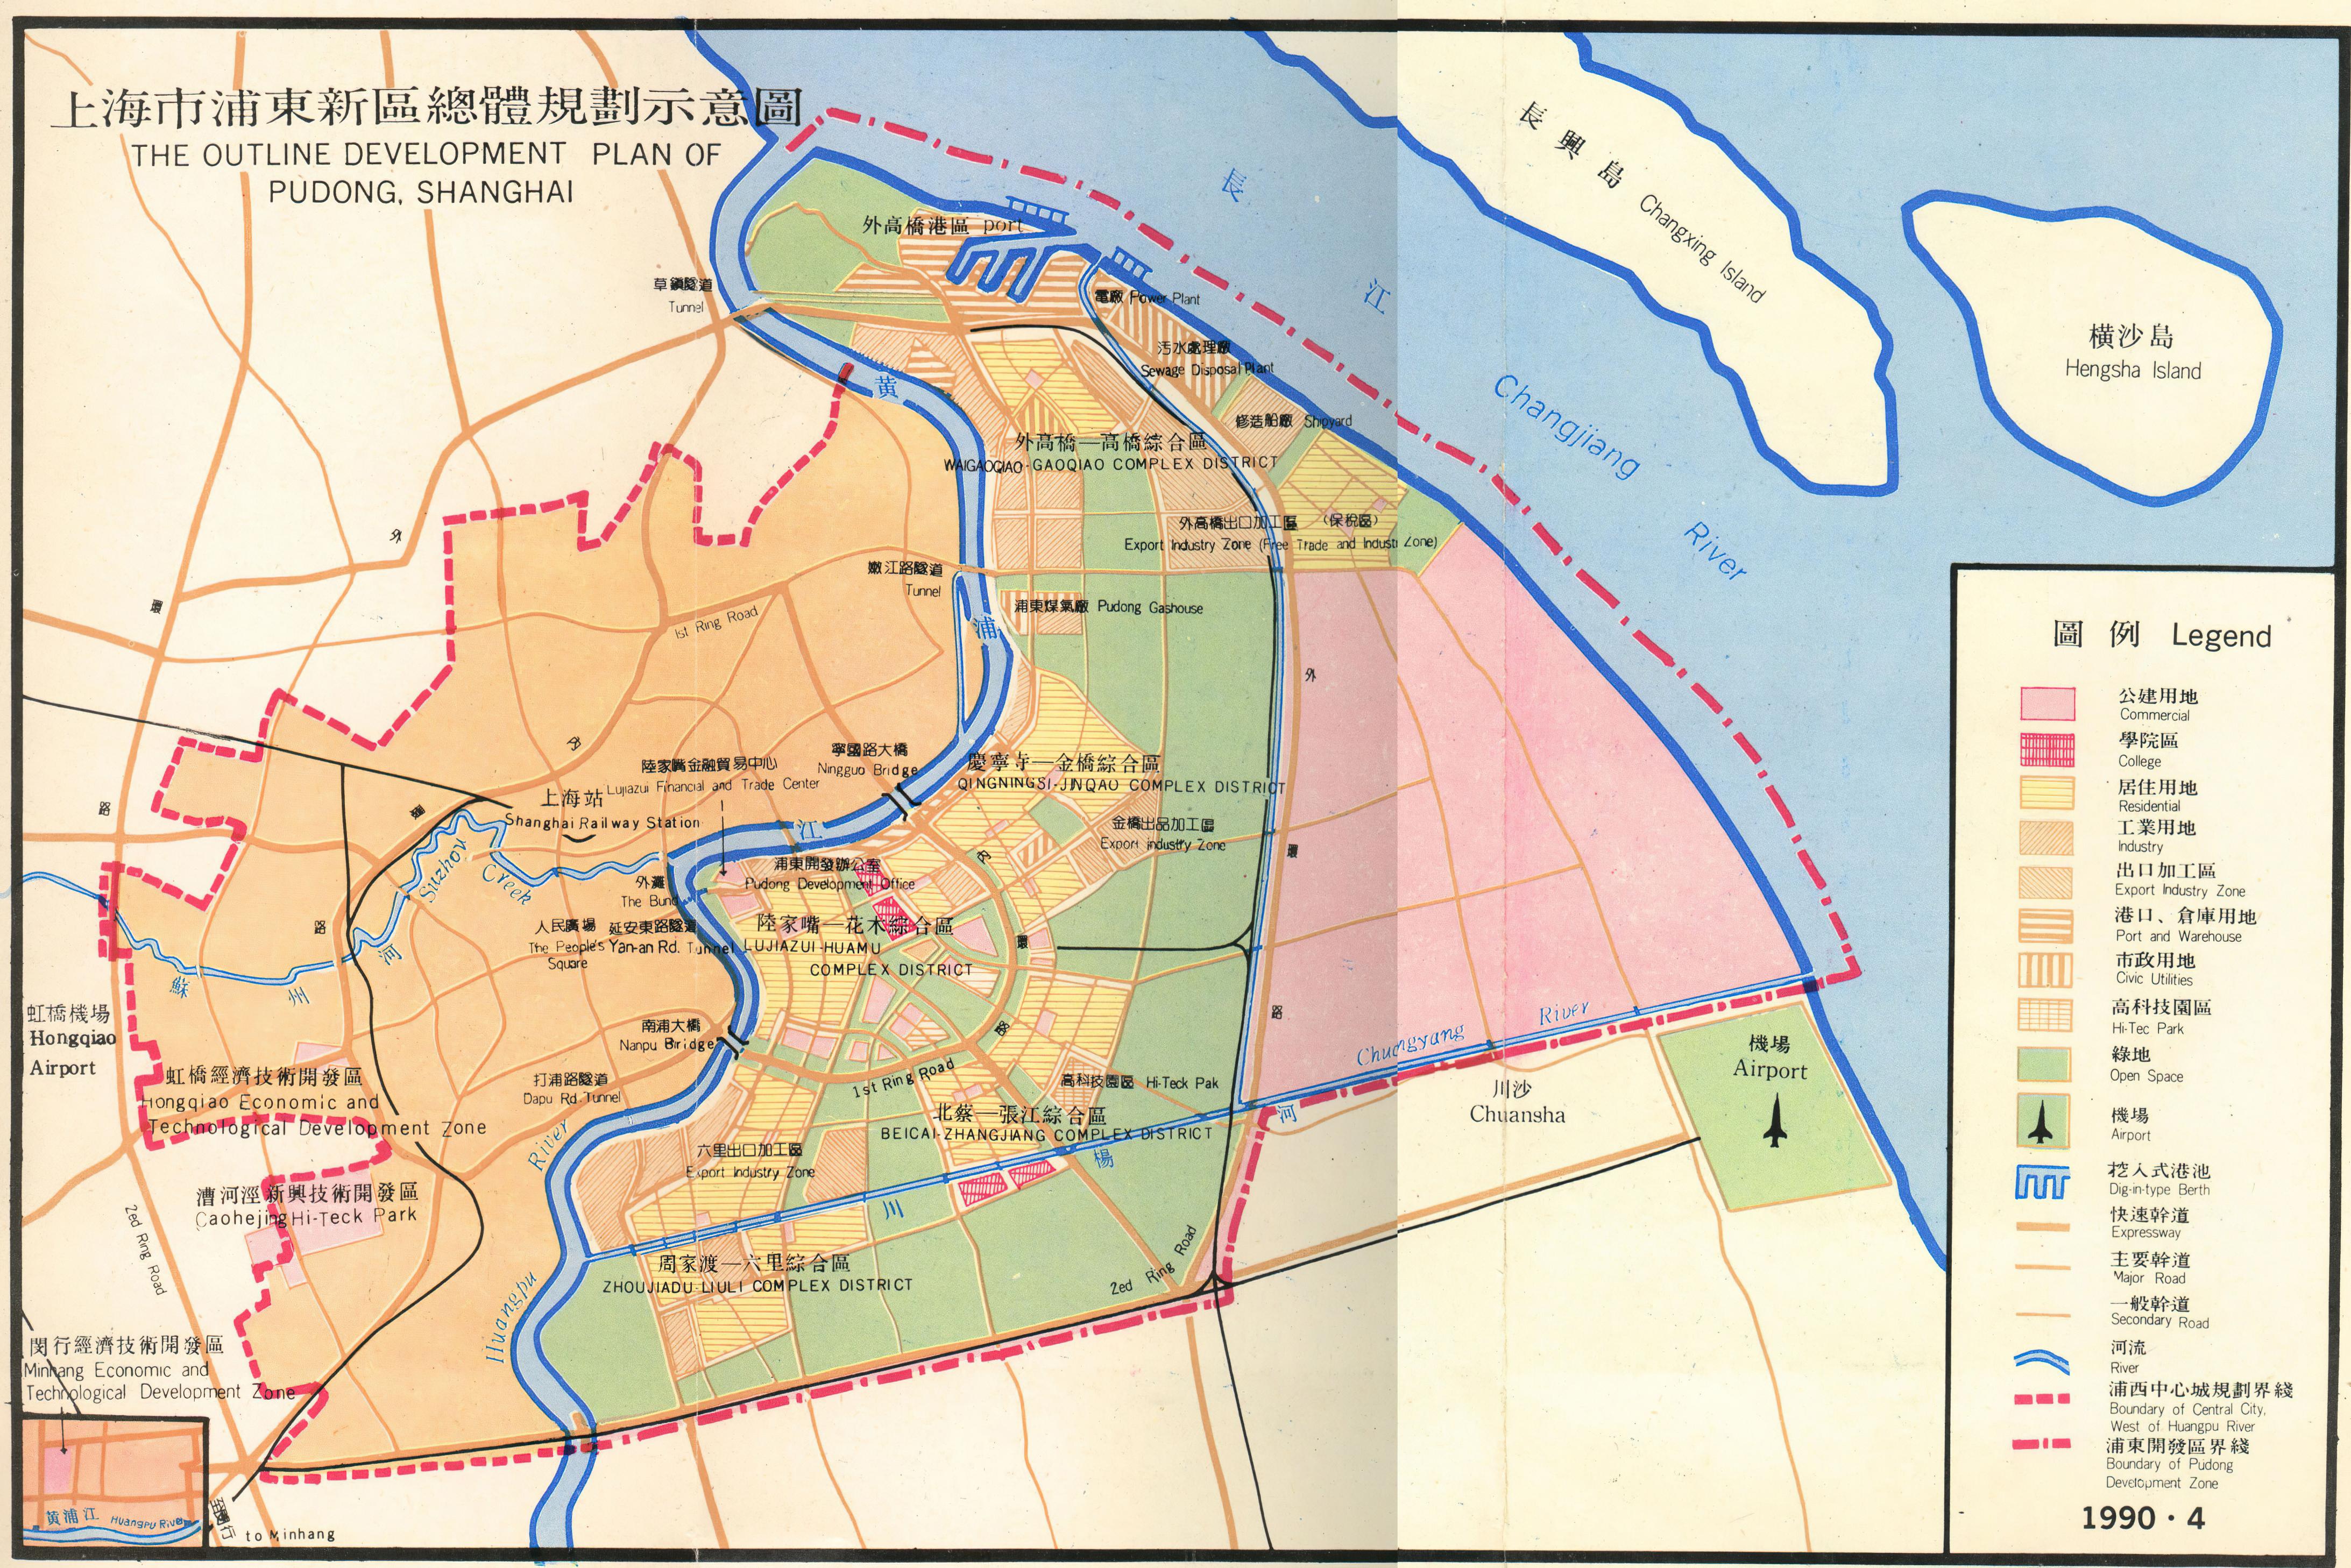 上海市浦東新區總體規劃示意圖
THE OUTLINE DEVELOPMENT PLAN OF
PUDONG, SHANGHAI
長江
Changjiang River
長興島
Changxing Island
橫沙島
Hengsha Island
外高橋港區 port
Tunnel
電廠 Power Plant
污水處理廠
Sewage Disposal Plant
修造船廠 Shipyard
黄浦江
外高橋—高橋綜合區
WAIGAOQIAO-GAOQIAO COMPLEX DISTRICT
外高橋出口加工區 (保稅區)
Export Industry Zone (Free Trade and Industr Zone)
嫩江路隧道
Tunnel
浦東煤氣廠 Pudong Gashouse
1st Ring Road
外環路
內環路
外環路
內環
寧國路大橋
Ningguo Bridge
慶寧寺—金橋綜合區
QINGNINGSI-JINQAO COMPLEX DISTRICT
陸家嘴金融貿易中心
Lujiazui Financial and Trade Center
上海站
Shanghai Railway Station
金橋出品加工區
Export industry Zone
浦東開發辦公室
Pudong Development Office
外灘
The Bund
人民廣場
The People's
Square
延安東路隧道
Yan-an Rd. Tunnel
陸家嘴—花木綜合區
LUJIAZUI-HUAMU
COMPLEX DISTRICT
Suzhou Creek
蘇州河
虹橋機場
Hongqiao
Airport
南浦大橋
Nanpu Bridge
虹橋經濟技術開發區
Hongqiao Economic and
Technological Development Zone
打浦路隧道
Dapu Rd. Tunnel
1st Ring Road
高科技園區 Hi-Teck Pak
北蔡—張江綜合區
BEICAI-ZHANGJIANG COMPLEX DISTRICT
Chuangyang River
川楊河
川沙
Chuansha
機場
Airport
六里出口加工區
Export Industry Zone
漕河涇新興技術開發區
Caohejing Hi-Teck Park
2ed Ring Road
周家渡—六里綜合區
ZHOUJIADU-LIULI COMPLEX DISTRICT
2ed Ring Road
Huangpu River
閔行經濟技術開發區
Minhang Economic and
Technological Development Zone
黄浦江 Huangpu River
至閔行
to Minhang
圖例 Legend
公建用地
Commercial
學院區
College
居住用地
Residential
工業用地
Industry
出口加工區
Export Industry Zone
港口、倉庫用地
Port and Warehouse
市政用地
Civic Utilities
高科技園區
Hi-Tec Park
綠地
Open Space
機場
Airport
挖入式港池
Dig-in-type Berth
快速幹道
Expressway
主要幹道
Major Road
一般幹道
Secondary Road
河流
River
浦西中心城規劃界綫
Boundary of Central City,
West of Huangpu River
浦東開發區界綫
Boundary of Pudong
Development Zone
1990·4